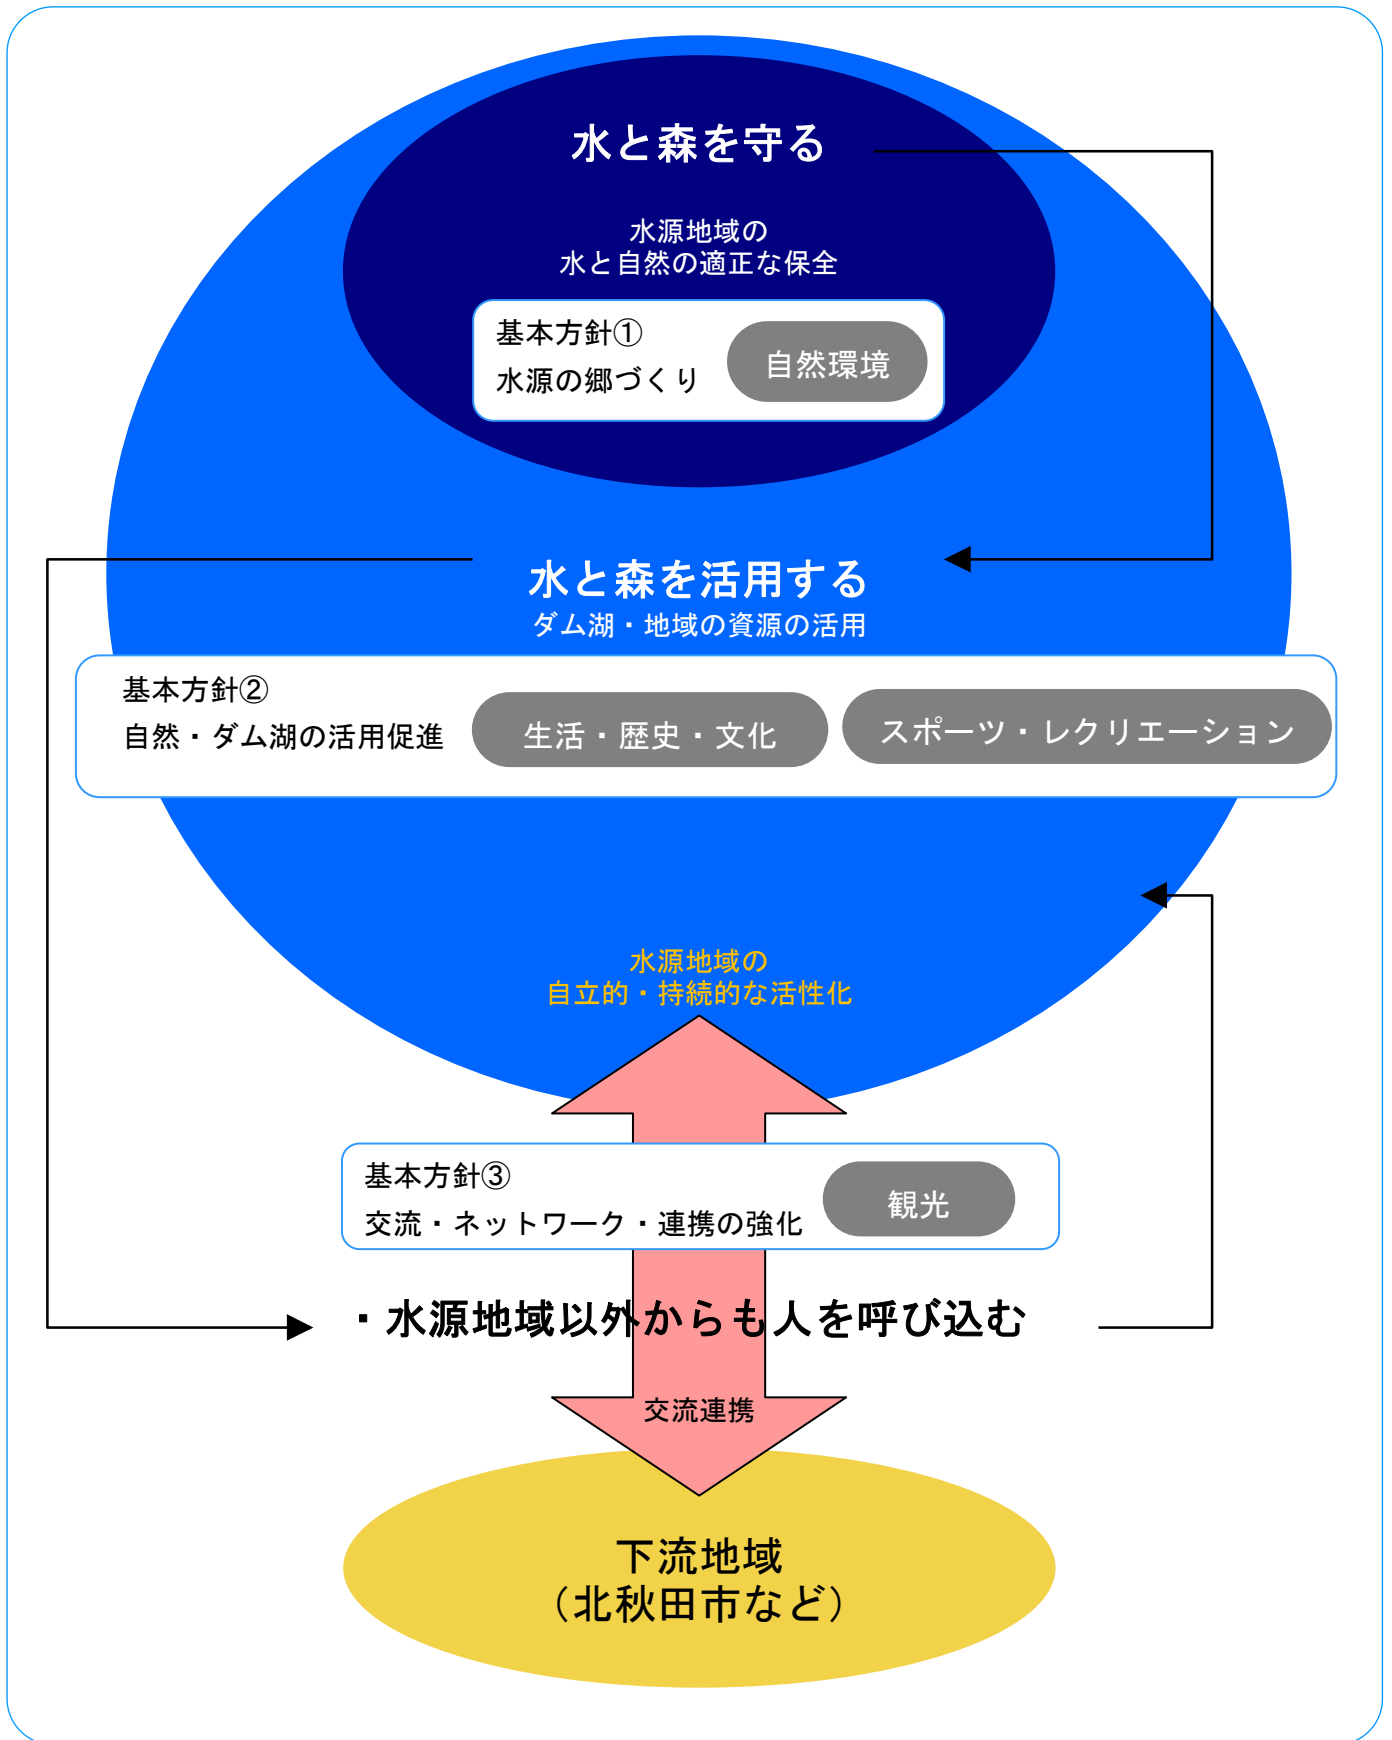 水と森を守る
水源地域の
水と自然の適正な保全
基本方針①
水源の郷づくり
自然環境
水と森を活用する
ダム湖・地域の資源の活用
基本方針②
自然・ダム湖の活用促進
生活・歴史・文化
スポーツ・レクリエーション
水源地域の
自立的・持続的な活性化
基本方針③
交流・ネットワーク・連携の強化
観光
・水源地域以外からも人を呼び込む
交流連携
下流地域
（北秋田市など）